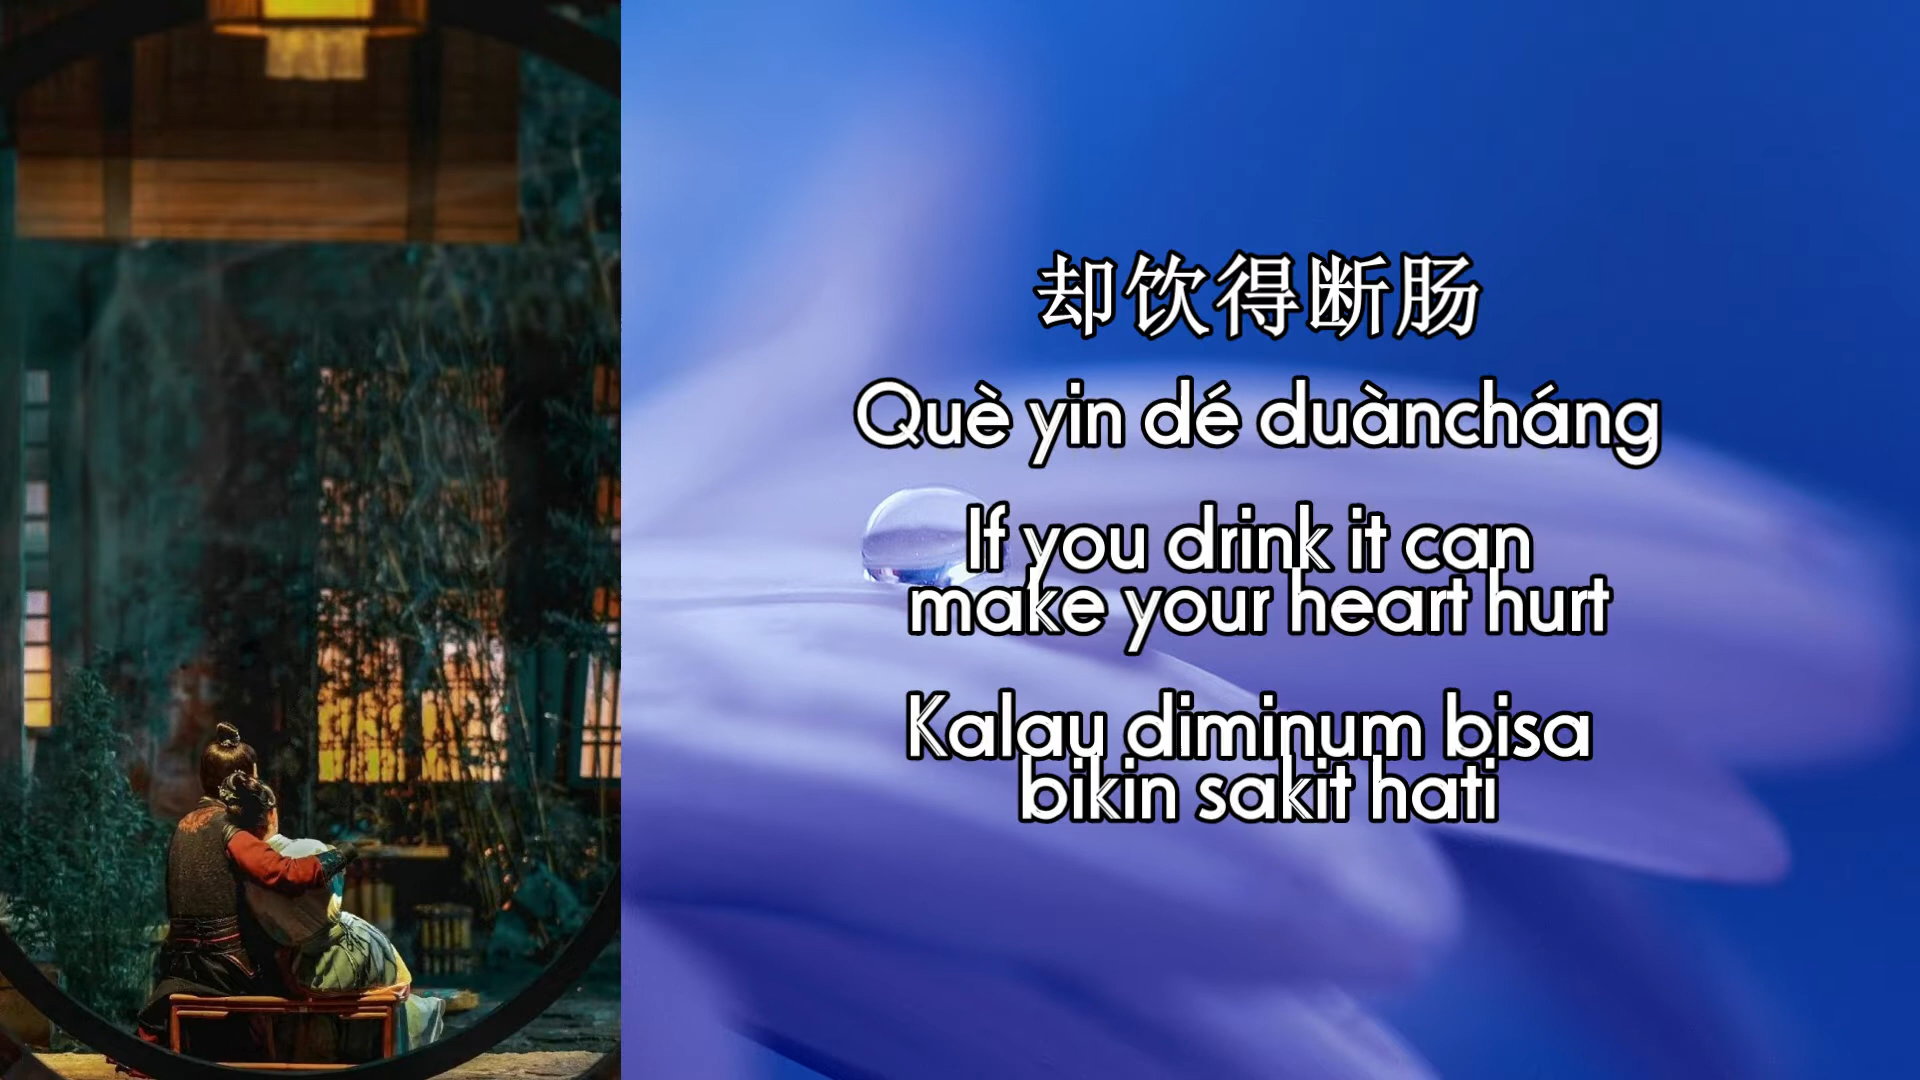 却饮得断肠
Què yin dé duàncháng
If you drink it can
make your heart hurt
Kalau diminum bisa
bikin sakit hati